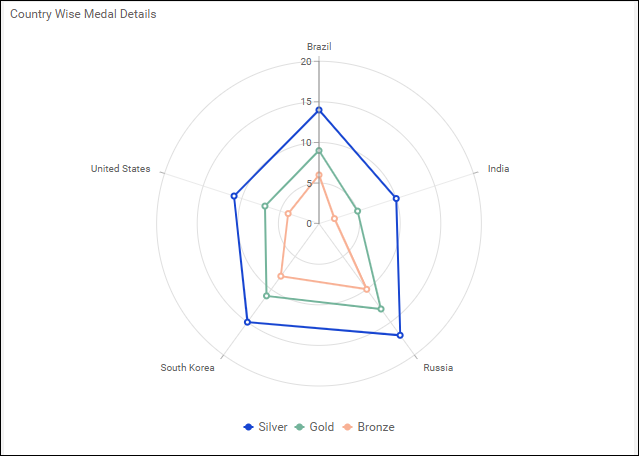 Country Wise Medal Details
Brazil
20
15
10
5
0
United States
India
South Korea
Russia
Silver Gold Bronze